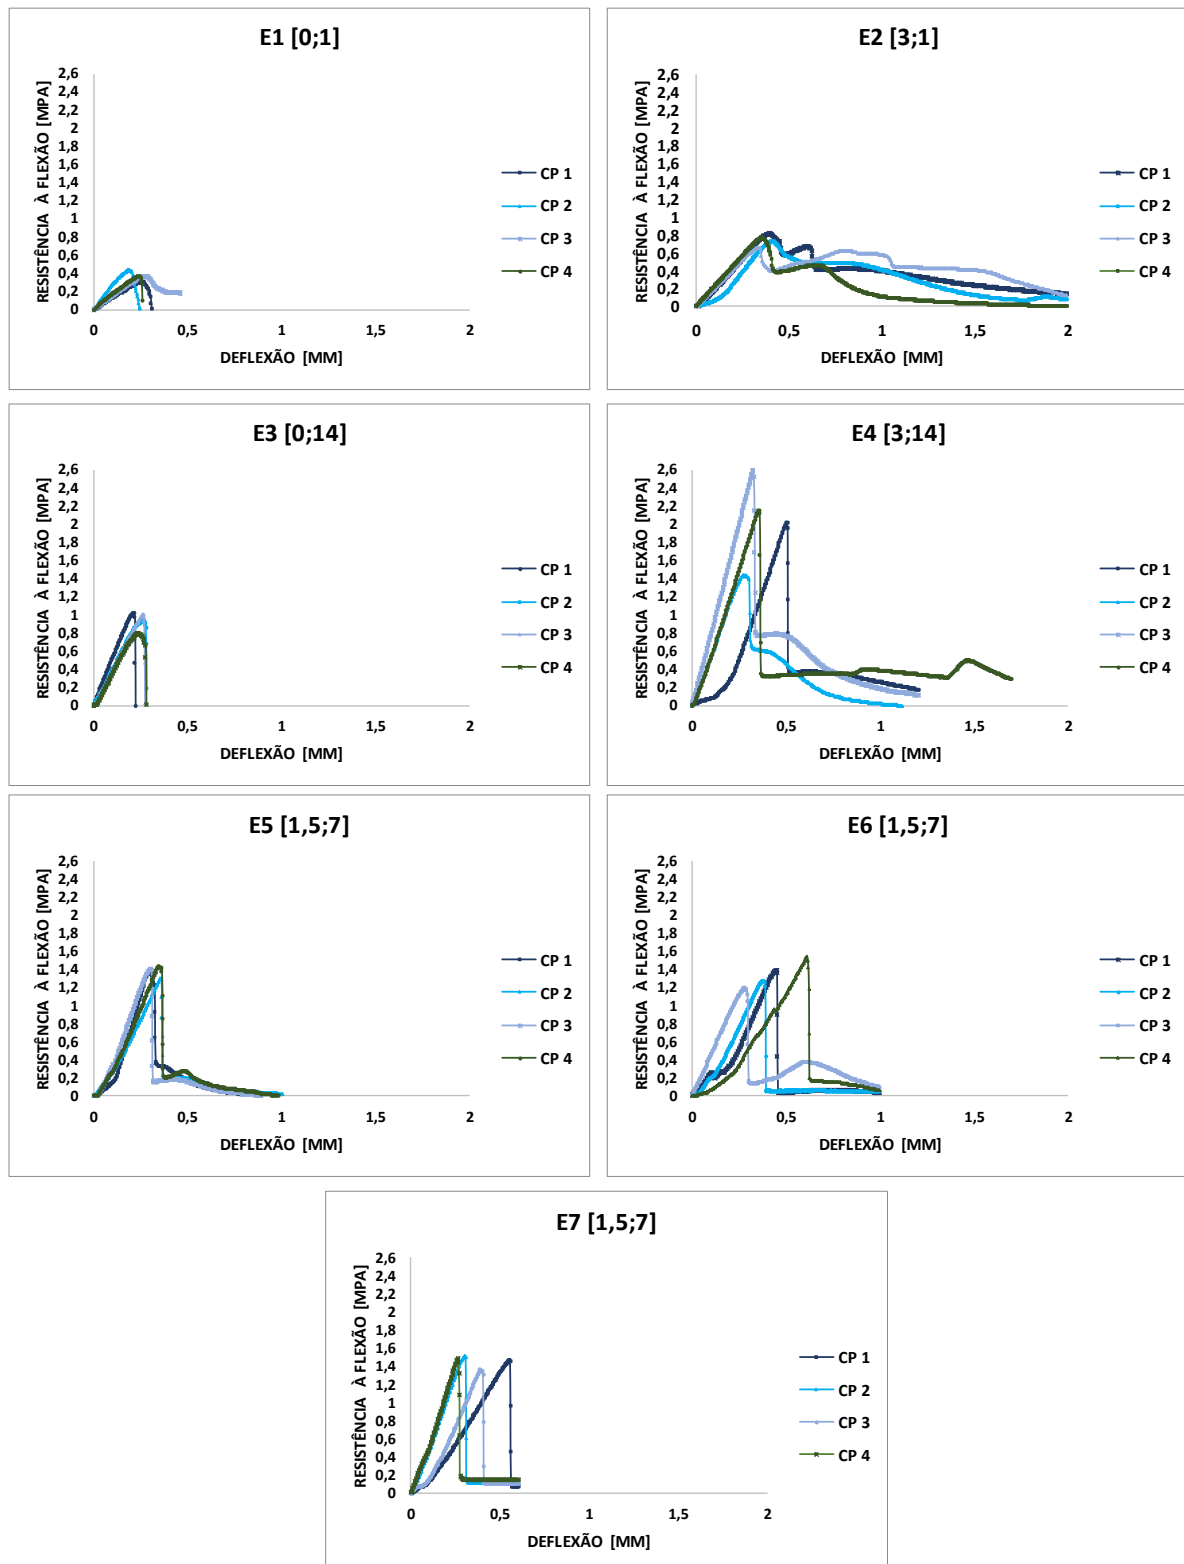 E1 [0;1]
RESISTÊNCIA À FLEXÃO [MPA]
2,6
2,4
2,2
2
1,8
1,6
1,4
1,2
1
0,8
0,6
0,4
0,2
0
0 0,5 1 1,5 2
DEFLEXÃO [MM]
CP 1
CP 2
CP 3
CP 4
E2 [3;1]
RESISTÊNCIA À FLEXÃO [MPA]
2,6
2,4
2,2
2
1,8
1,6
1,4
1,2
1
0,8
0,6
0,4
0,2
0
0 0,5 1 1,5 2
DEFLEXÃO [MM]
CP 1
CP 2
CP 3
CP 4
E3 [0;14]
RESISTÊNCIA À FLEXÃO [MPA]
2,6
2,4
2,2
2
1,8
1,6
1,4
1,2
1
0,8
0,6
0,4
0,2
0
0 0,5 1 1,5 2
DEFLEXÃO [MM]
CP 1
CP 2
CP 3
CP 4
E4 [3;14]
RESISTÊNCIA À FLEXÃO [MPA]
2,6
2,4
2,2
2
1,8
1,6
1,4
1,2
1
0,8
0,6
0,4
0,2
0
0 0,5 1 1,5 2
DEFLEXÃO [MM]
CP 1
CP 2
CP 3
CP 4
E5 [1,5;7]
RESISTÊNCIA À FLEXÃO [MPA]
2,6
2,4
2,2
2
1,8
1,6
1,4
1,2
1
0,8
0,6
0,4
0,2
0
0 0,5 1 1,5 2
DEFLEXÃO [MM]
CP 1
CP 2
CP 3
CP 4
E6 [1,5;7]
RESISTÊNCIA À FLEXÃO [MPA]
2,6
2,4
2,2
2
1,8
1,6
1,4
1,2
1
0,8
0,6
0,4
0,2
0
0 0,5 1 1,5 2
DEFLEXÃO [MM]
CP 1
CP 2
CP 3
CP 4
E7 [1,5;7]
RESISTÊNCIA À FLEXÃO [MPA]
2,6
2,4
2,2
2
1,8
1,6
1,4
1,2
1
0,8
0,6
0,4
0,2
0
0 0,5 1 1,5 2
DEFLEXÃO [MM]
CP 1
CP 2
CP 3
CP 4